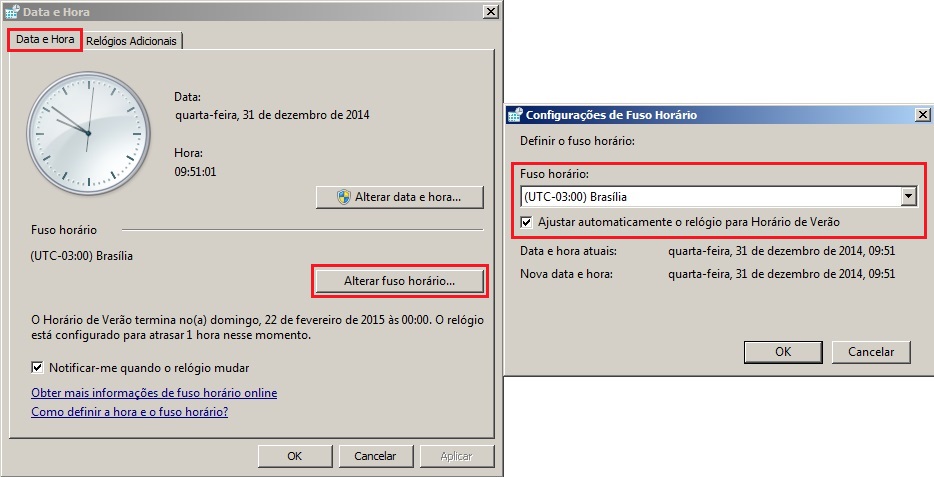 Data e Hora
Data e Hora
Relógios Adicionais
Data:
quarta-feira, 31 de dezembro de 2014
Hora:
09:51:01
Alterar data e hora...
Fuso horário
(UTC-03:00) Brasília
Alterar fuso horário...
O Horário de Verão termina no(a) domingo, 22 de fevereiro de 2015 às 00:00. O relógio
está configurado para atrasar 1 hora nesse momento.
Notificar-me quando o relógio mudar
Obter mais informações de fuso horário online
Como definir a hora e o fuso horário?
OK
Cancelar
Aplicar
Configurações de Fuso Horário
Definir o fuso horário:
Fuso horário:
(UTC-03:00) Brasília
Ajustar automaticamente o relógio para Horário de Verão
Data e hora atuais: quarta-feira, 31 de dezembro de 2014, 09:51
Nova data e hora: quarta-feira, 31 de dezembro de 2014, 09:51
OK
Cancelar